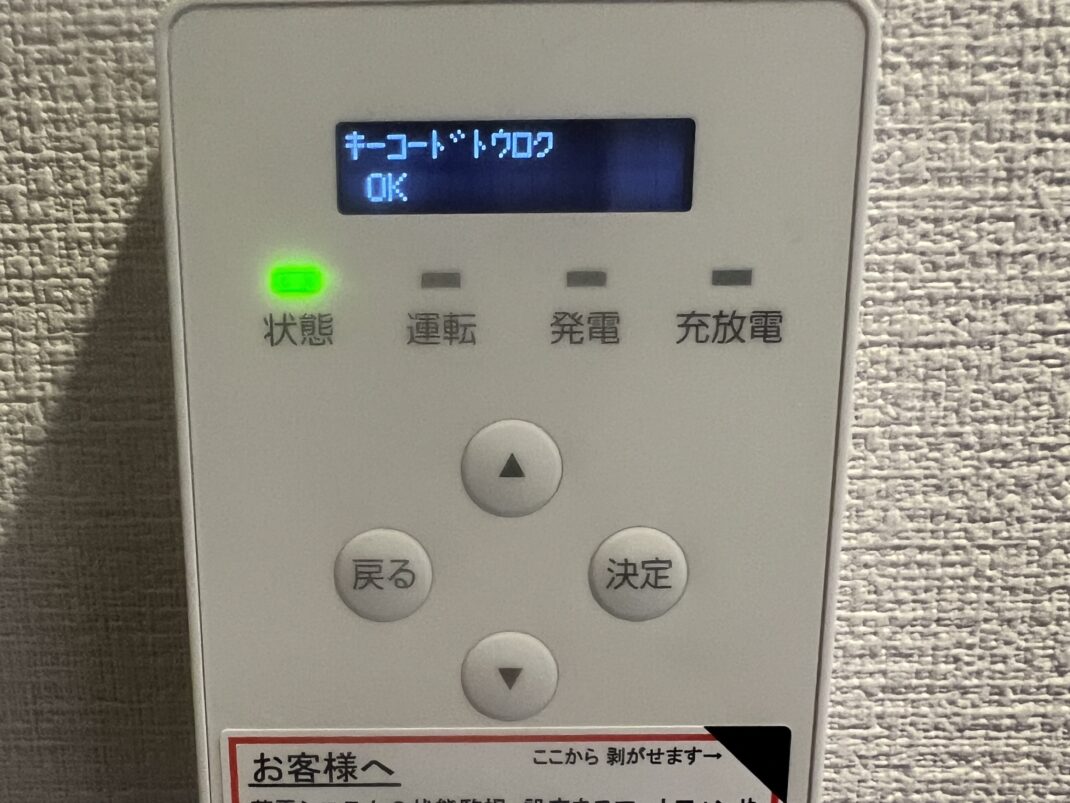 キーコードトウロク
OK
状態 運転 発電 充放電
▲
戻る 決定
▼
ここから 剥がせます→
お客様へ